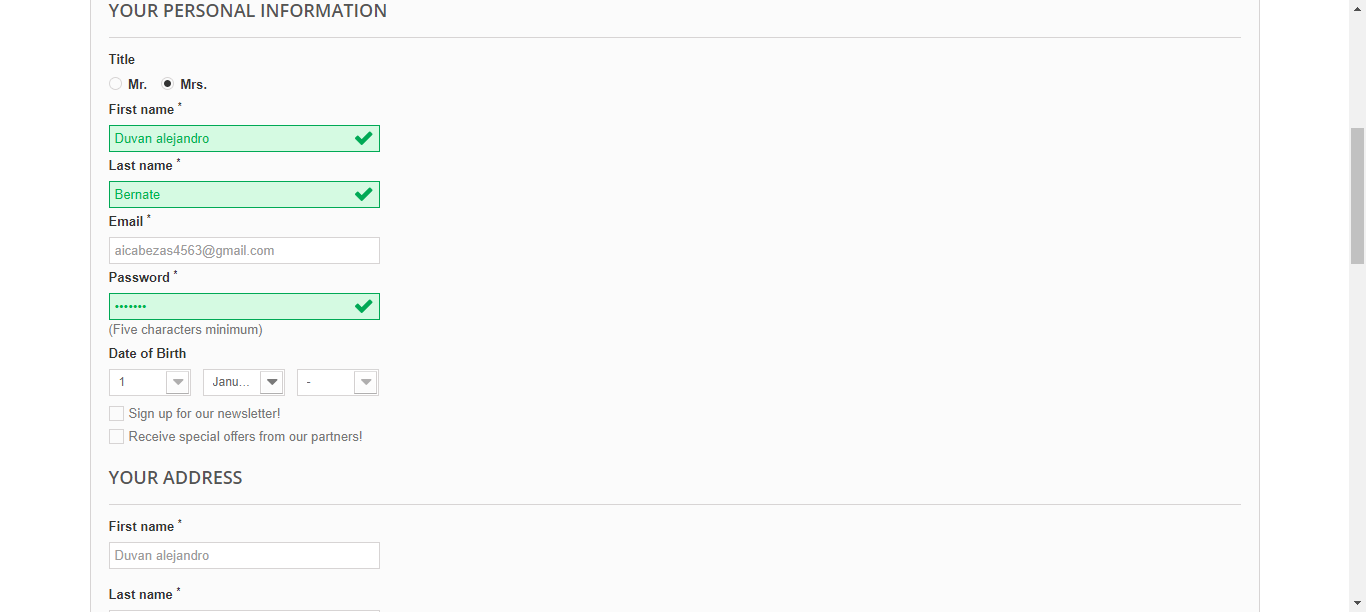 YOUR PERSONAL INFORMATION
Title
Mr. Mrs.
First name *
Duvan alejandro
Last name *
Bernate
Email *
aicabezas4563@gmail.com
Password *
•••••••
(Five characters minimum)
Date of Birth
1 Janu... -
Sign up for our newsletter!
Receive special offers from our partners!
YOUR ADDRESS
First name *
Duvan alejandro
Last name *